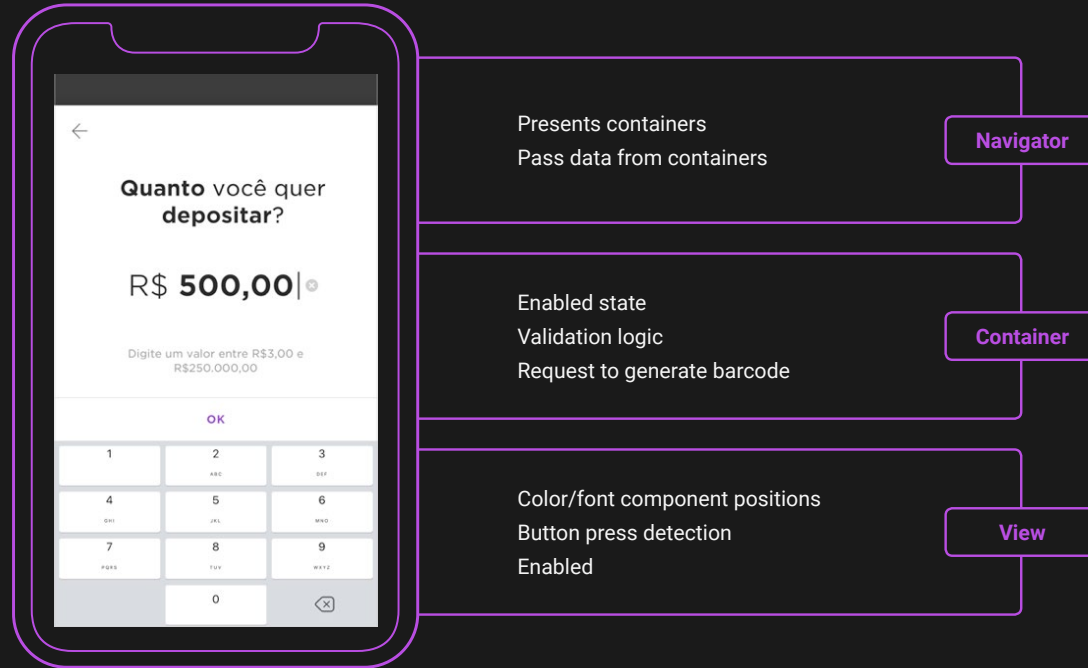 Quanto você quer
depositar?
R$ 500,00
Digite um valor entre R$3,00 e
R$250.000,00
OK
1
2
ABC
3
DEF
4
GHI
5
JKL
6
MNO
7
PQRS
8
TUV
9
WXYZ
0
Presents containers
Pass data from containers
Navigator
Enabled state
Validation logic
Request to generate barcode
Container
Color/font component positions
Button press detection
Enabled
View